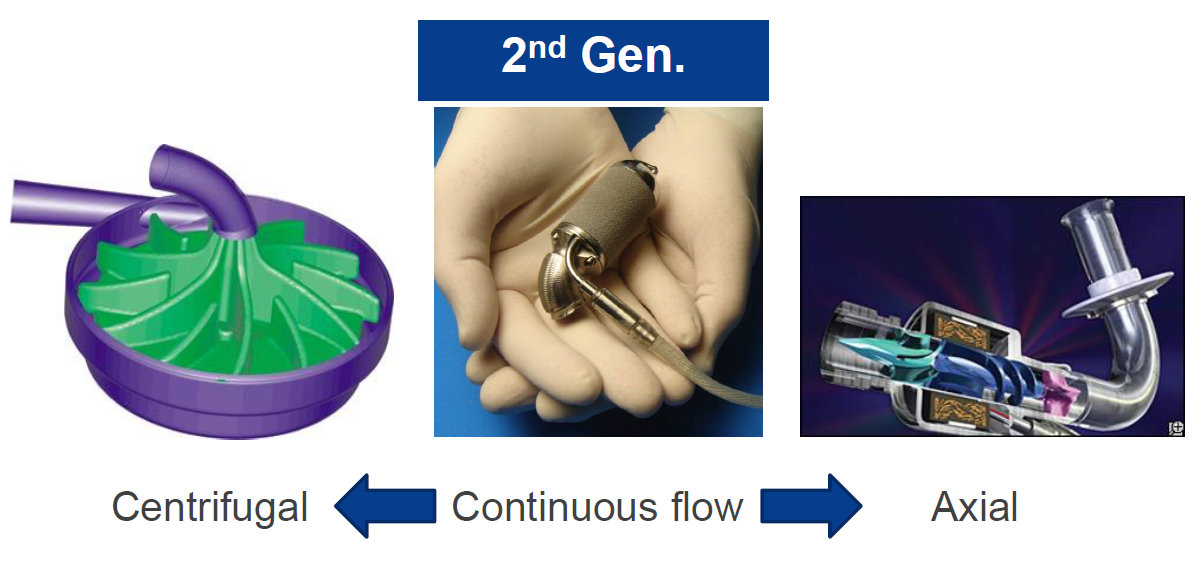 2nd Gen.
Centrifugal
Continuous flow
Axial